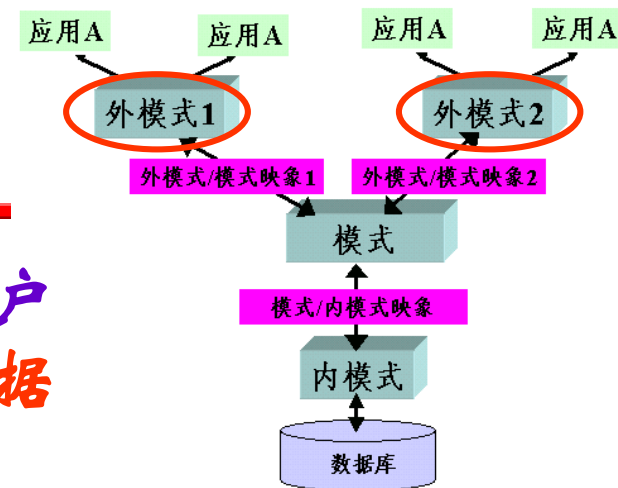 应用A 应用A 应用A 应用A
外模式1 外模式2
外模式/模式映象1 外模式/模式映象2
模式
户
模式/内模式映象
据
内模式
数据库